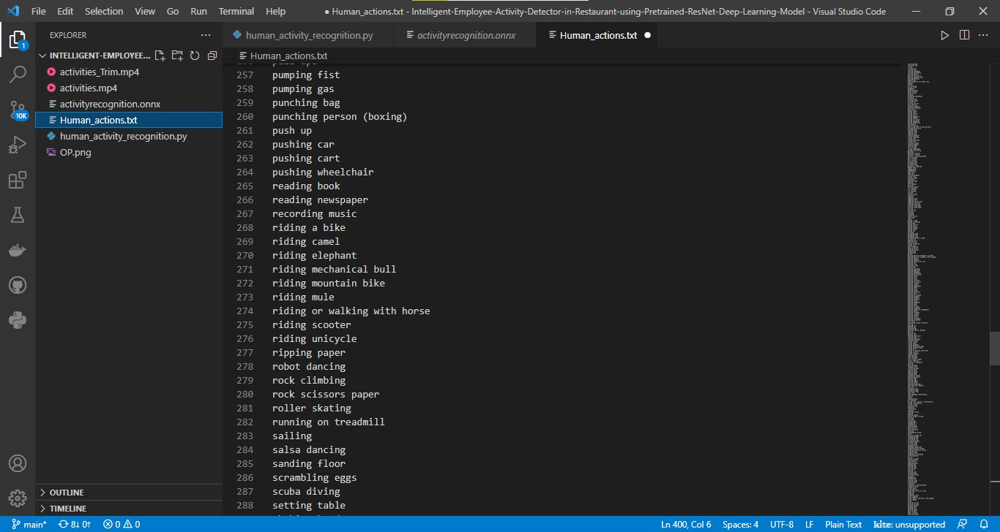 File Edit Selection View Go Run Terminal Help
● Human_actions.txt - Intelligent-Employee-Activity-Detector-in-Restaurant-using-Pretrained-ResNet-Deep-Learning-Model - Visual Studio Code
EXPLORER
INTELLIGENT-EMPLOYEE...
activities_Trim.mp4
activities.mp4
activityrecognition.onnx
Human_actions.txt
human_activity_recognition.py
OP.png
OUTLINE
TIMELINE
1
10K
human_activity_recognition.py
activityrecognition.onnx
Human_actions.txt
Human_actions.txt
257 pumping fist
258 pumping gas
259 punching bag
260 punching person (boxing)
261 push up
262 pushing car
263 pushing cart
264 pushing wheelchair
265 reading book
266 reading newspaper
267 recording music
268 riding a bike
269 riding camel
270 riding elephant
271 riding mechanical bull
272 riding mountain bike
273 riding mule
274 riding or walking with horse
275 riding scooter
276 riding unicycle
277 ripping paper
278 robot dancing
279 rock climbing
280 rock scissors paper
281 roller skating
282 running on treadmill
283 sailing
284 salsa dancing
285 sanding floor
286 scrambling eggs
287 scuba diving
288 setting table
main* 8↓ 0↑ 0 0
Ln 400, Col 6 Spaces: 4 UTF-8 LF Plain Text kite: unsupported